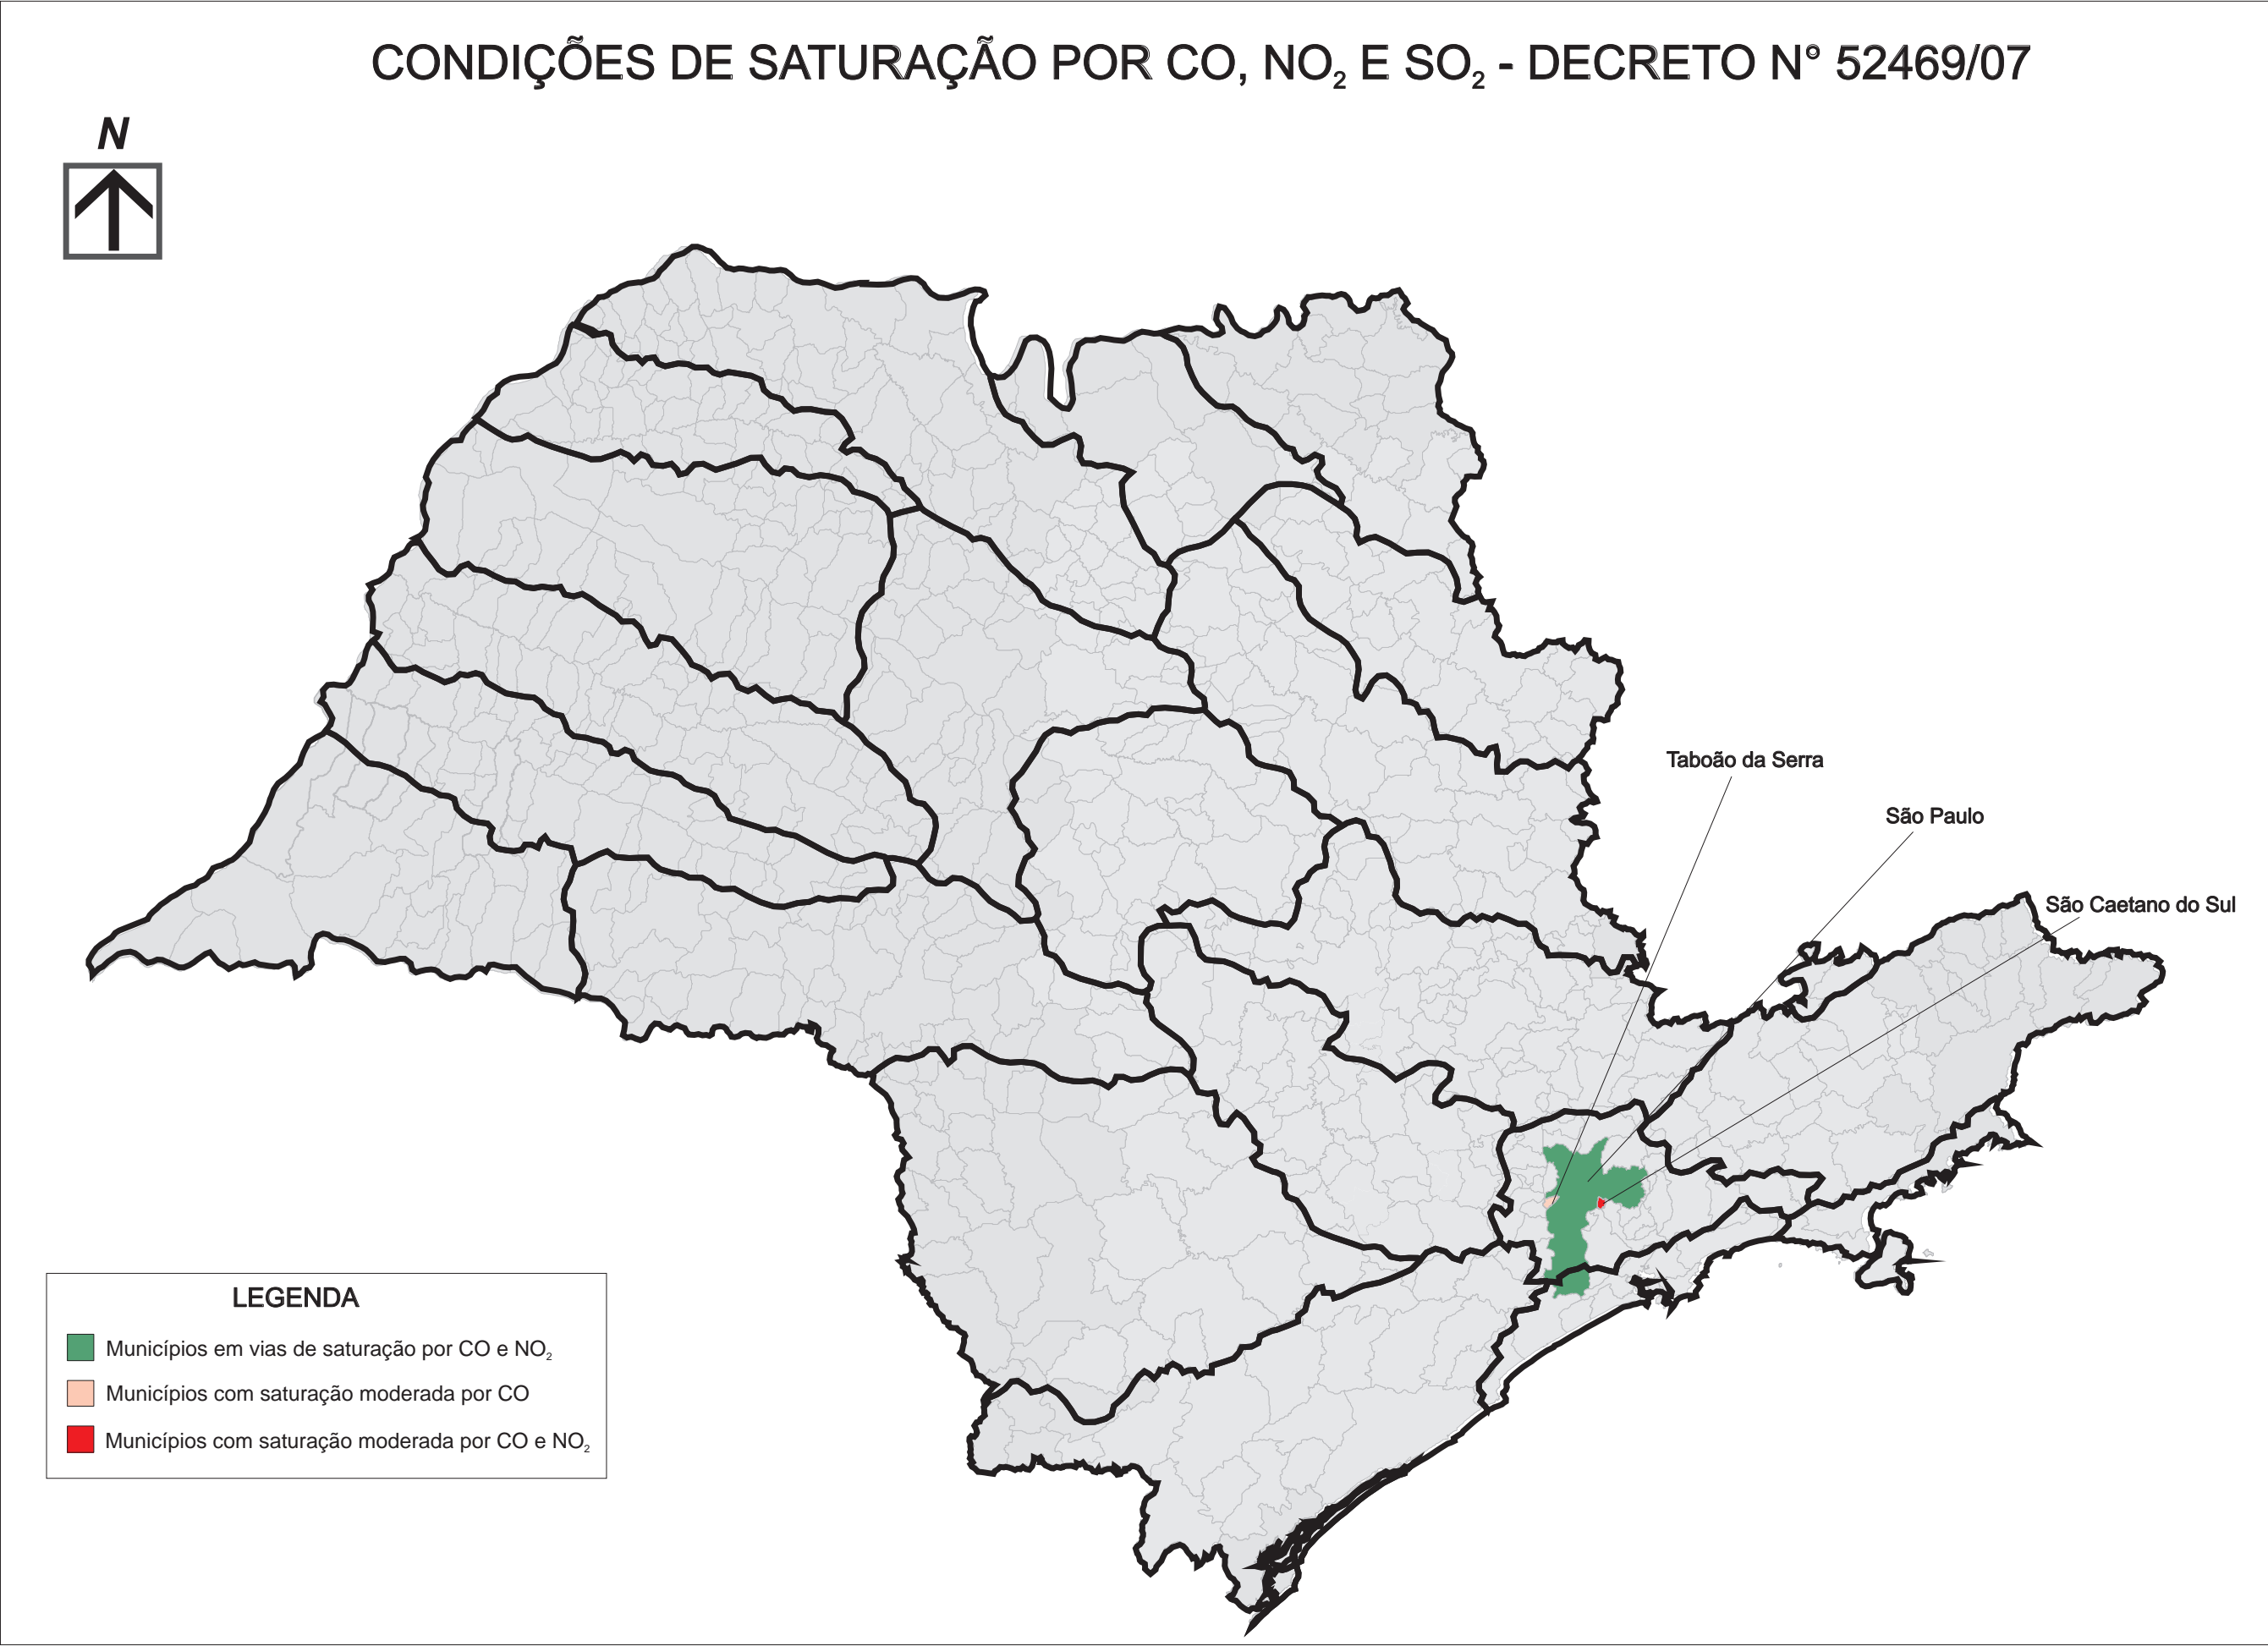 CONDIÇÕES DE SATURAÇÃO POR CO, NO₂ E SO₂ - DECRETO N° 52469/07
N
Taboão da Serra
São Paulo
São Caetano do Sul
LEGENDA
Municípios em vias de saturação por CO e NO₂
Municípios com saturação moderada por CO
Municípios com saturação moderada por CO e NO₂